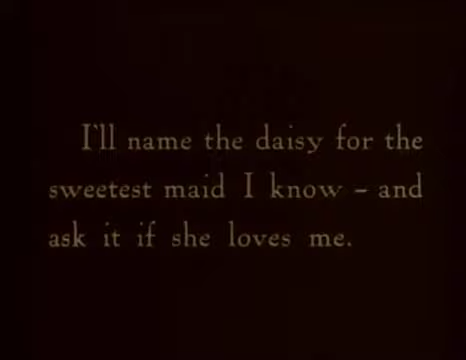 I'll name the daisy for the
sweetest maid I know - and
ask it if she loves me.